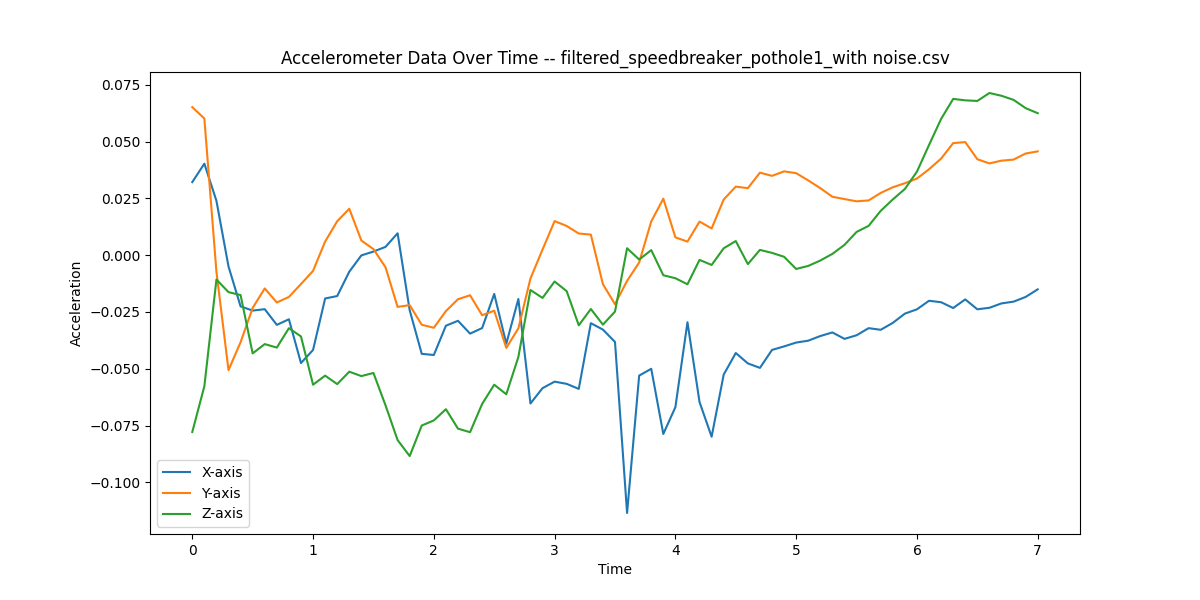 Accelerometer Data Over Time -- filtered_speedbreaker_pothole1_with noise.csv
Acceleration
0.075
0.050
0.025
0.000
−0.025
−0.050
−0.075
−0.100
X-axis
Y-axis
Z-axis
0 1 2 3 4 5 6 7
Time